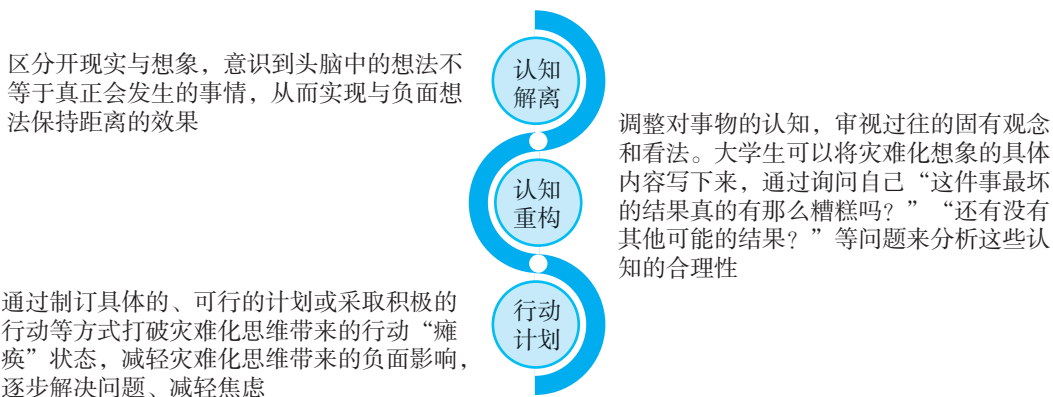 认知
解离
区分开现实与想象，意识到头脑中的想法不
等于真正会发生的事情，从而实现与负面想
法保持距离的效果
认知
重构
调整对事物的认知，审视过往的固有观念
和看法。大学生可以将灾难化想象的具体
内容写下来，通过询问自己“这件事最坏
的结果真的有那么糟糕吗？”“还有没有
其他可能的结果？”等问题来分析这些认
知的合理性
行动
计划
通过制订具体的、可行的计划或采取积极的
行动等方式打破灾难化思维带来的行动“瘫
痪”状态，减轻灾难化思维带来的负面影响，
逐步解决问题、减轻焦虑